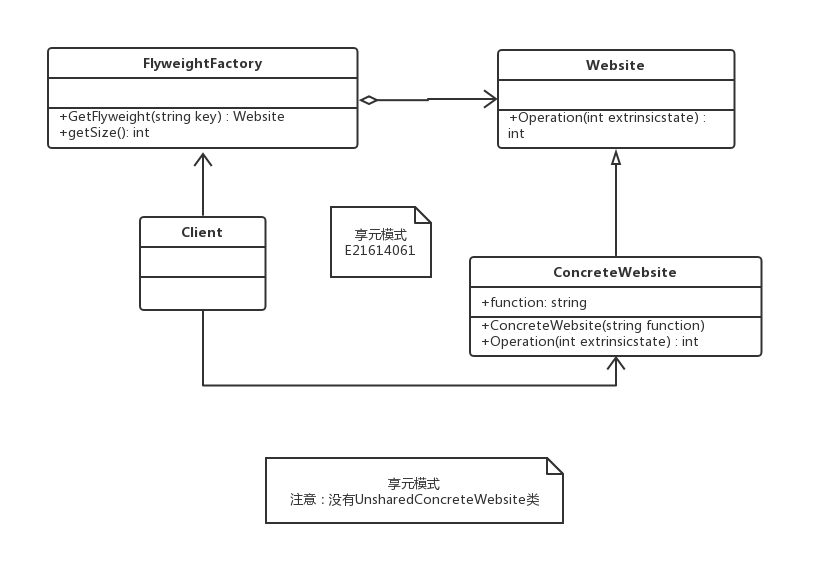 FlyweightFactory
+GetFlyweight(string key) : Website
+getSize(): int
Website
+Operation(int extrinsicstate) :
int
Client
享元模式
E21614061
ConcreteWebsite
+function: string
+ConcreteWebsite(string function)
+Operation(int extrinsicstate) : int
享元模式
注意：没有UnsharedConcreteWebsite类